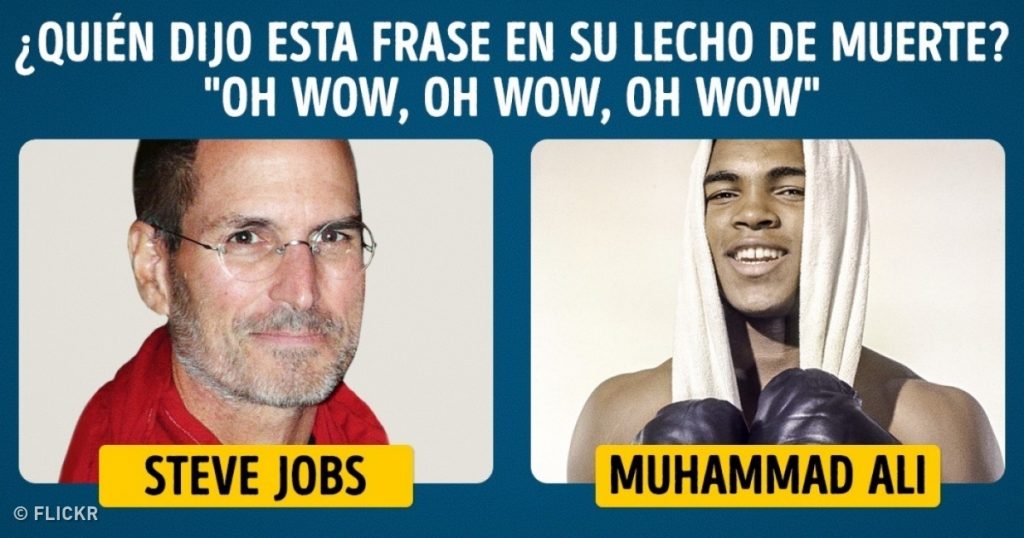 ¿QUIÉN DIJO ESTA FRASE EN SU LECHO DE MUERTE?
"OH WOW, OH WOW, OH WOW"
STEVE JOBS
MUHAMMAD ALI
© FLICKR